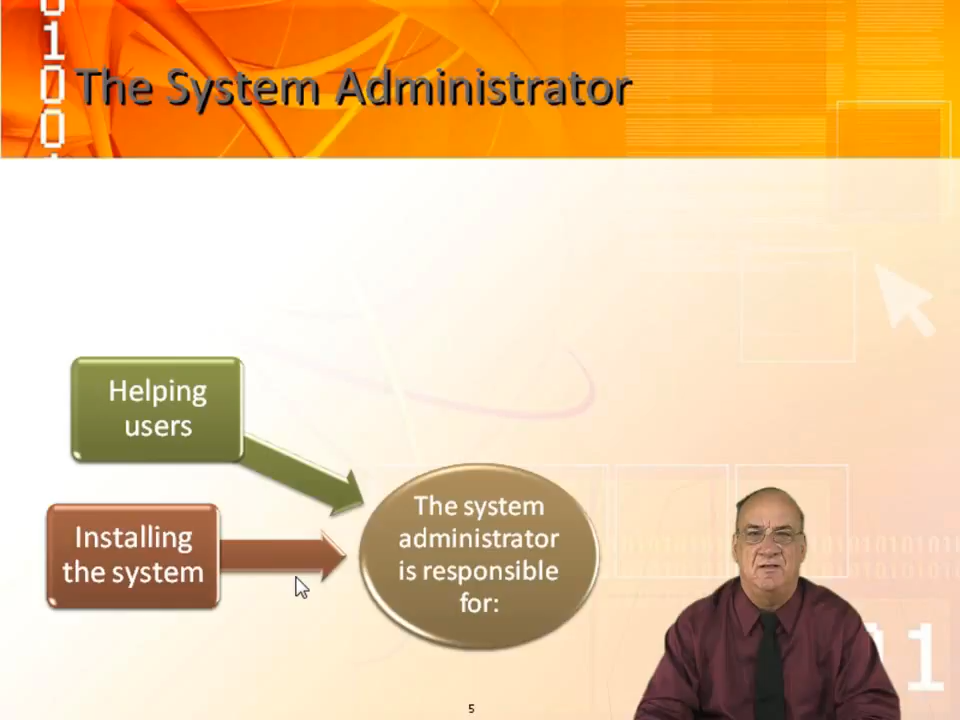 The System Administrator
Helping
users
Installing
the system
The system
administrator
is responsible
for:
5